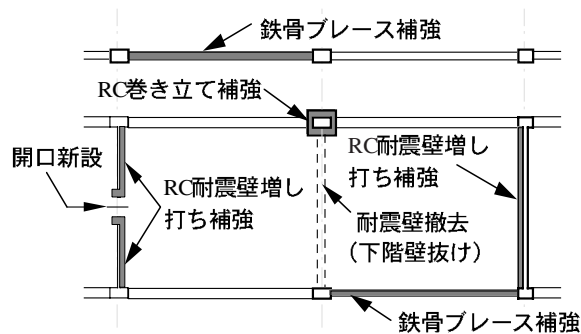 鉄骨ブレース補強
RC巻き立て補強
開口新設
RC耐震壁増し
打ち補強
RC耐震壁増し
打ち補強
耐震壁撤去
（下階壁抜け）
鉄骨ブレース補強